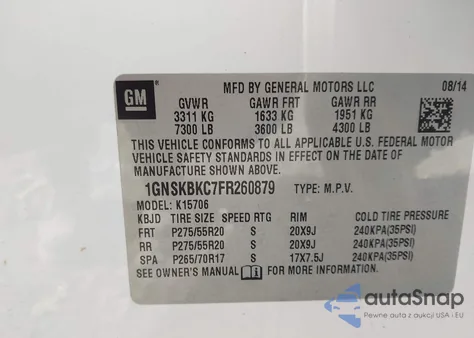 GM
MFD BY GENERAL MOTORS LLC 08/14
GVWR GAWR FRT GAWR RR
3311 KG 1633 KG 1951 KG
7300 LB 3600 LB 4300 LB
THIS VEHICLE CONFORMS TO ALL APPLICABLE U.S. FEDERAL MOTOR
VEHICLE SAFETY STANDARDS IN EFFECT ON THE DATE OF
MANUFACTURE SHOWN ABOVE.
1GNSKBKC7FR260879 TYPE: M.P.V.
MODEL: K15706
KBJD TIRE SIZE SPEED RTG RIM COLD TIRE PRESSURE
FRT P275/55R20 S 20X9J 240KPA(35PSI)
RR P275/55R20 S 20X9J 240KPA(35PSI)
SPA P265/70R17 S 17X7.5J 240KPA(35PSI)
SEE OWNER'S MANUAL FOR MORE INFORMATION
autoSnap
Pewne auta z aukcji USA i EU